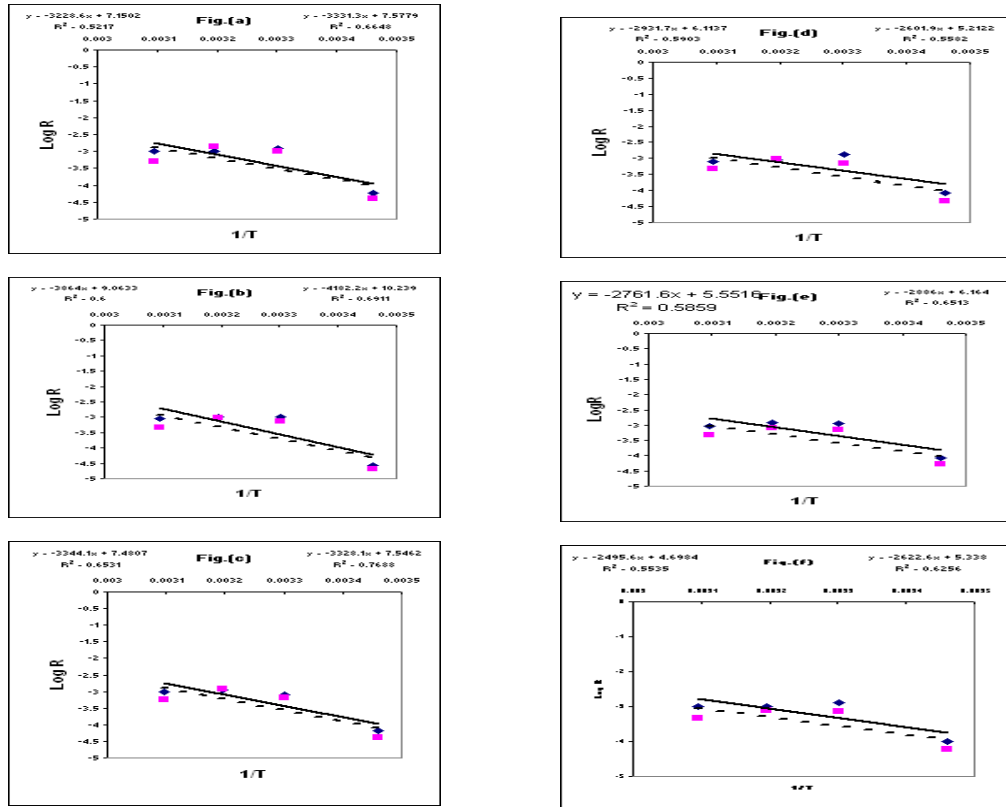 y = -3228.6x + 7.1502
R² = 0.5217
Fig.(a)
y = -3331.3x + 7.5779
R² = 0.6648
0.003 0.0031 0.0032 0.0033 0.0034 0.0035
0
-0.5
-1
-1.5
-2
-2.5
-3
-3.5
-4
-4.5
-5
Log R
1/T
y = -3864x + 9.0633
R² = 0.6
Fig.(b)
y = -4182.2x + 10.239
R² = 0.6911
0.003 0.0031 0.0032 0.0033 0.0034 0.0035
0
-0.5
-1
-1.5
-2
-2.5
-3
-3.5
-4
-4.5
-5
Log R
1/T
y = -3344.1x + 7.4807
R² = 0.6531
Fig.(c)
y = -3328.1x + 7.5462
R² = 0.7688
0.003 0.0031 0.0032 0.0033 0.0034 0.0035
0
-0.5
-1
-1.5
-2
-2.5
-3
-3.5
-4
-4.5
-5
Log R
1/T
y = -2931.7x + 6.1137
R² = 0.5903
Fig.(d)
y = -2601.9x + 5.2122
R² = 0.5582
0.003 0.0031 0.0032 0.0033 0.0034 0.0035
0
-0.5
-1
-1.5
-2
-2.5
-3
-3.5
-4
-4.5
-5
Log R
1/T
y = -2761.6x + 5.5516
R² = 0.5859
Fig.(e)
y = -2886x + 6.164
R² = 0.6513
0.003 0.0031 0.0032 0.0033 0.0034 0.0035
0
-0.5
-1
-1.5
-2
-2.5
-3
-3.5
-4
-4.5
-5
LogR
1/T
y = -2495.6x + 4.6984
R² = 0.5535
Fig.(f)
y = -2622.6x + 5.338
R² = 0.6256
0.003 0.0031 0.0032 0.0033 0.0034 0.0035
0
-1
-2
-3
-4
-5
Log R
1/T